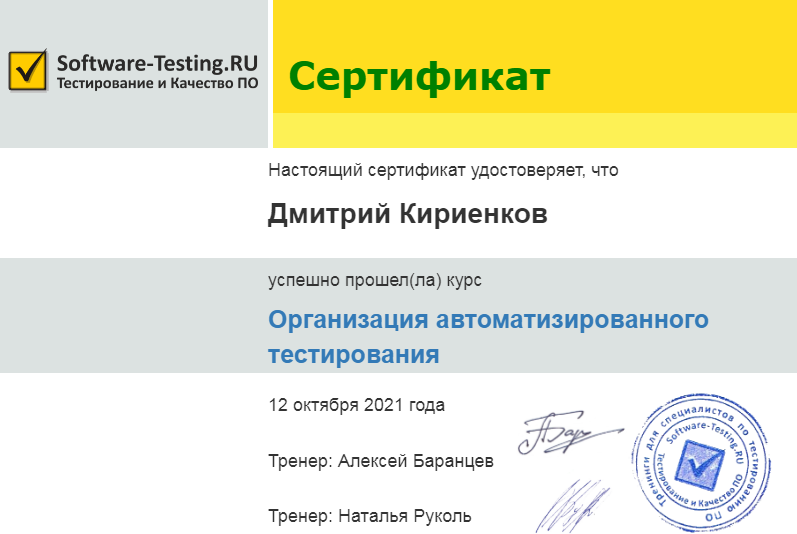 Software-Testing.RU
Тестирование и Качество ПО
Сертификат
Настоящий сертификат удостоверяет, что
Дмитрий Кириенков
успешно прошел(ла) курс
Организация автоматизированного
тестирования
12 октября 2021 года
Тренер: Алексей Баранцев
Тренер: Наталья Руколь
Тренинги для специалистов по тестированию ПО
Software-Testing.RU
Тестирование и Качество ПО